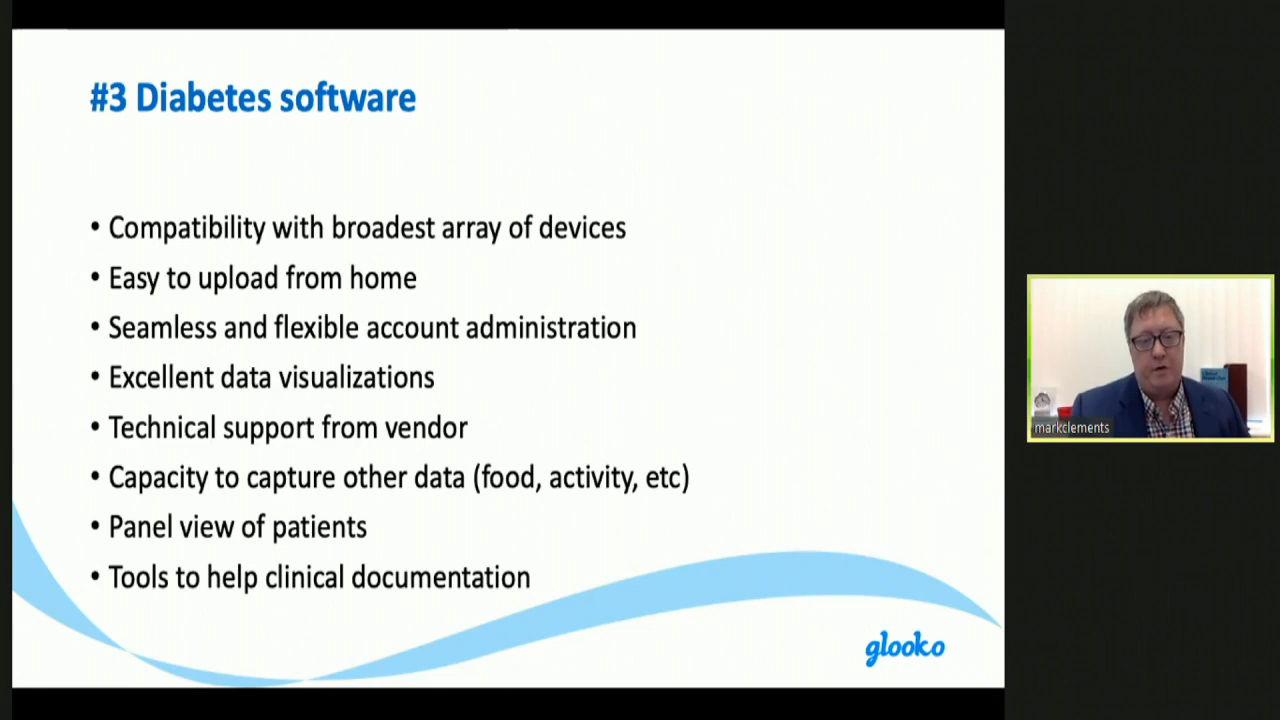 #3 Diabetes software
• Compatibility with broadest array of devices
• Easy to upload from home
• Seamless and flexible account administration
• Excellent data visualizations
• Technical support from vendor
• Capacity to capture other data (food, activity, etc)
• Panel view of patients
• Tools to help clinical documentation
glooko
markclements